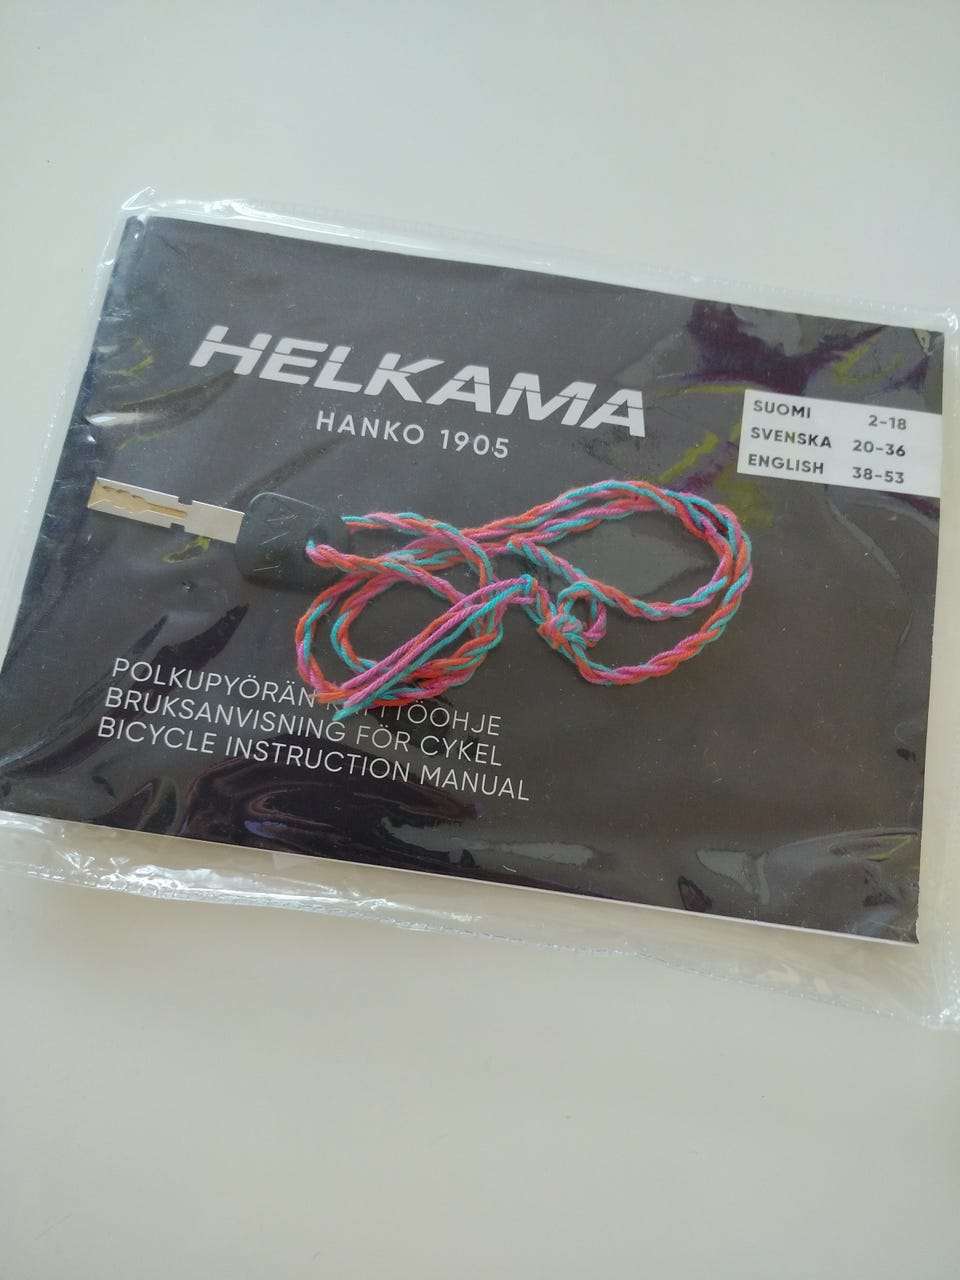 HELKAMA
HANKO 1905
SUOMI 2-18
SVENSKA 20-36
ENGLISH 38-53
POLKUPYÖRÄN
BRUKSANVISNING FÖR CYKEL
BICYCLE INSTRUCTION MANUAL